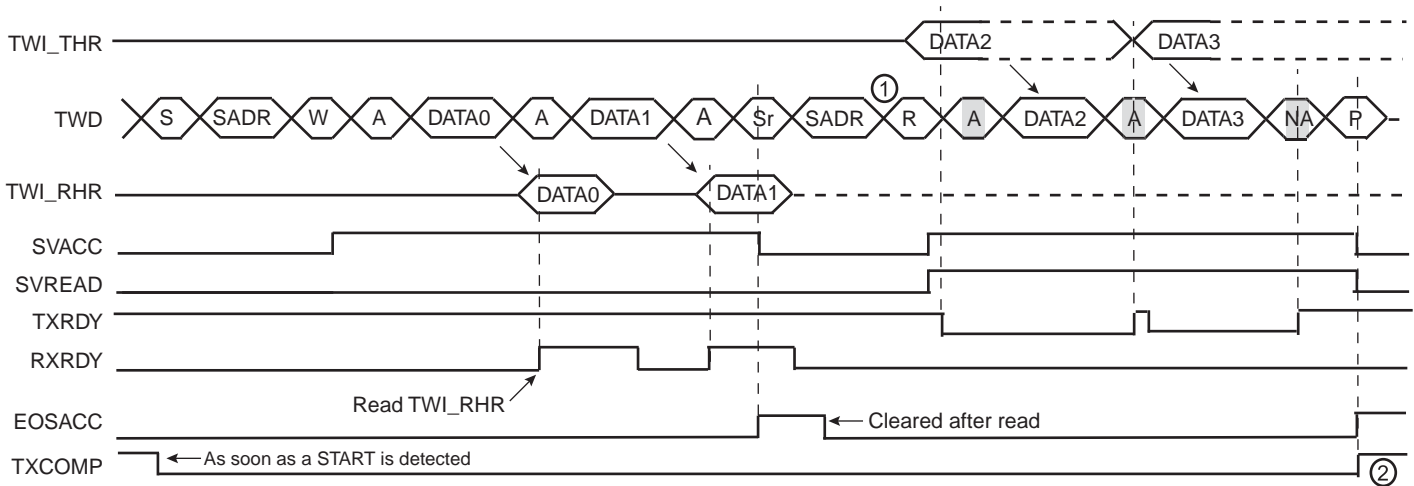 TWI_THR DATA2 DATA3
1
TWD S SADR W A DATA0 A DATA1 A Sr SADR R A DATA2 A DATA3 NA P
TWI_RHR DATA0 DATA1
SVACC
SVREAD
TXRDY
RXRDY
Read TWI_RHR
EOSACC Cleared after read
TXCOMP As soon as a START is detected 2